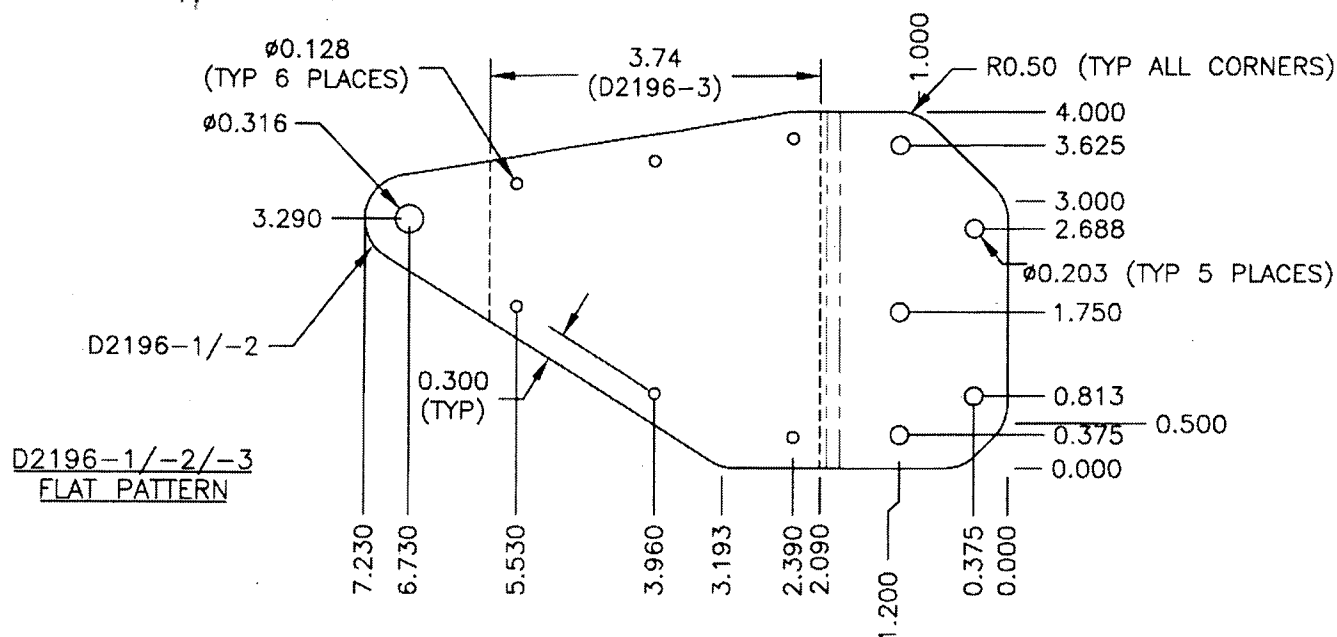 ø0.128
(TYP 6 PLACES)
3.74
(D2196-3)
1.000
R0.50 (TYP ALL CORNERS)
ø0.316
4.000
3.625
3.290
3.000
2.688
ø0.203 (TYP 5 PLACES)
1.750
D2196-1/-2
0.300
(TYP)
0.813
0.375
0.500
0.000
D2196-1/-2/-3
FLAT PATTERN
7.230
6.730
5.530
3.960
3.193
2.390
2.090
1.200
0.375
0.000